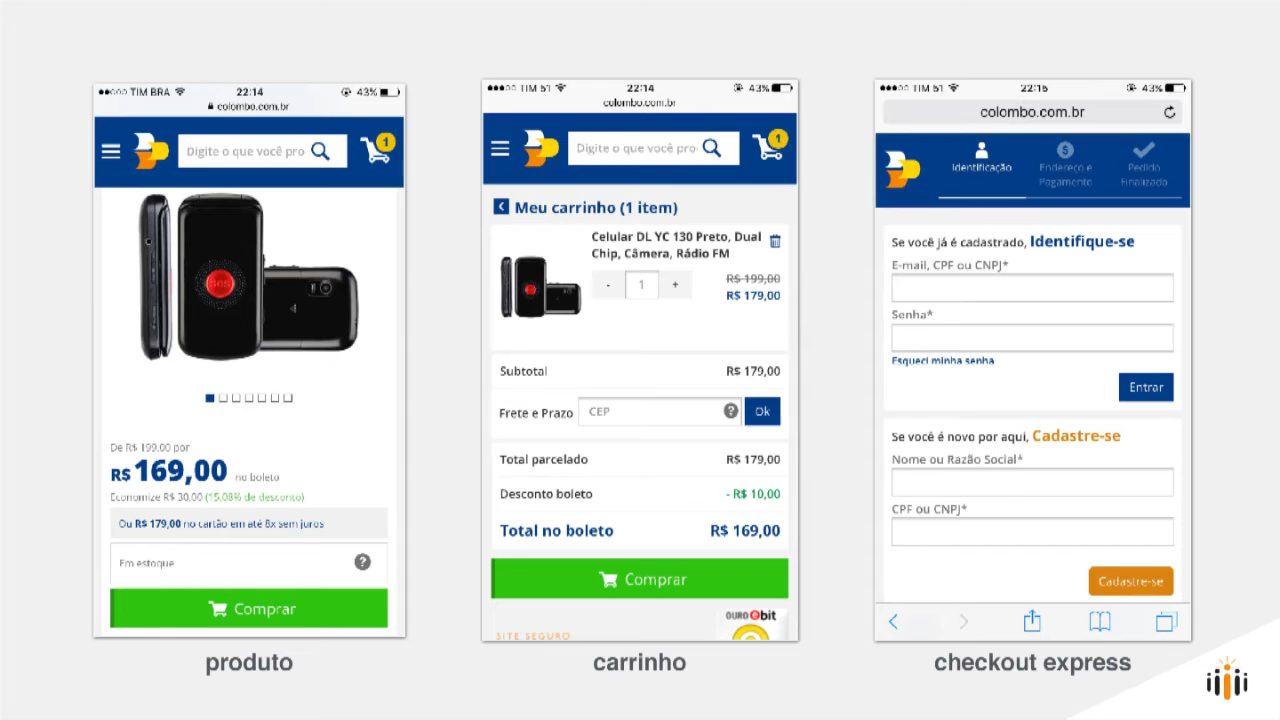 ●●○○○ TIM BRA 22:14 43%
colombo.com.br
Digite o que você pro
1
SOS
De R$ 199,00 por
R$ 169,00 no boleto
Economize R$ 30,00 (15,08% de desconto)
Ou R$ 179,00 no cartão em até 8x sem juros
Em estoque ?
Comprar
produto
●●●○○ TIM 51 22:14 43%
colombo.com.br
Digite o que você pro
1
Meu carrinho (1 item)
Celular DL YC 130 Preto, Dual
Chip, Câmera, Rádio FM
- 1 +
R$ 199,00
R$ 179,00
Subtotal R$ 179,00
Frete e Prazo CEP ? Ok
Total parcelado R$ 179,00
Desconto boleto - R$ 10,00
Total no boleto R$ 169,00
Comprar
SITE SEGURO
OURO ebit
carrinho
●●●○○ TIM 51 22:15 43%
colombo.com.br
Identificação
$
Endereço e
Pagamento
Pedido
Finalizado
Se você já é cadastrado, Identifique-se
E-mail, CPF ou CNPJ*
Senha*
Esqueci minha senha
Entrar
Se você é novo por aqui, Cadastre-se
Nome ou Razão Social*
CPF ou CNPJ*
Cadastre-se
checkout express